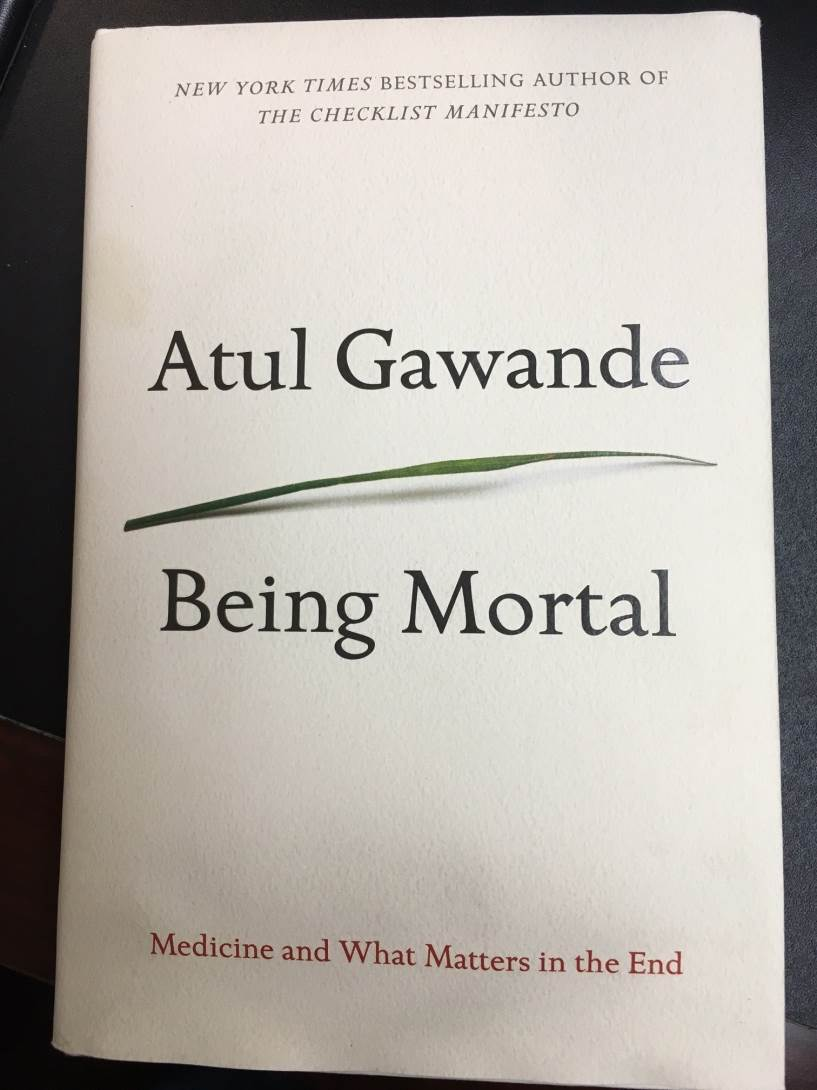 NEW YORK TIMES BESTSELLING AUTHOR OF
THE CHECKLIST MANIFESTO
Atul Gawande
Being Mortal
Medicine and What Matters in the End